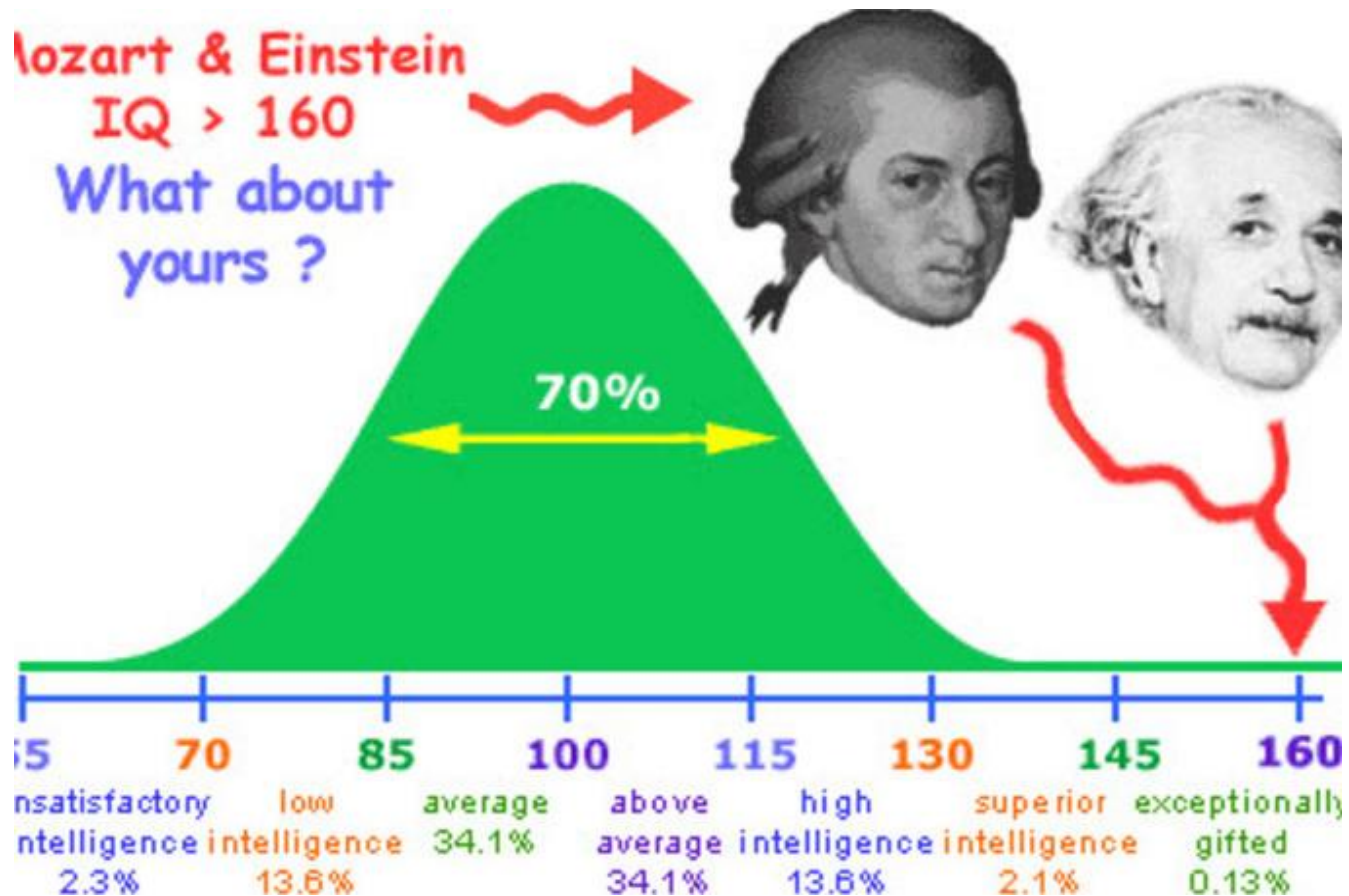 Mozart & Einstein
IQ > 160
What about
yours ?
70%
55 70 85 100 115 130 145 160
nsatisfactory low average above high superior exceptionally
ntelligence intelligence 34.1% average intelligence intelligence gifted
2.3% 13.6% 34.1% 13.6% 2.1% 0.13%